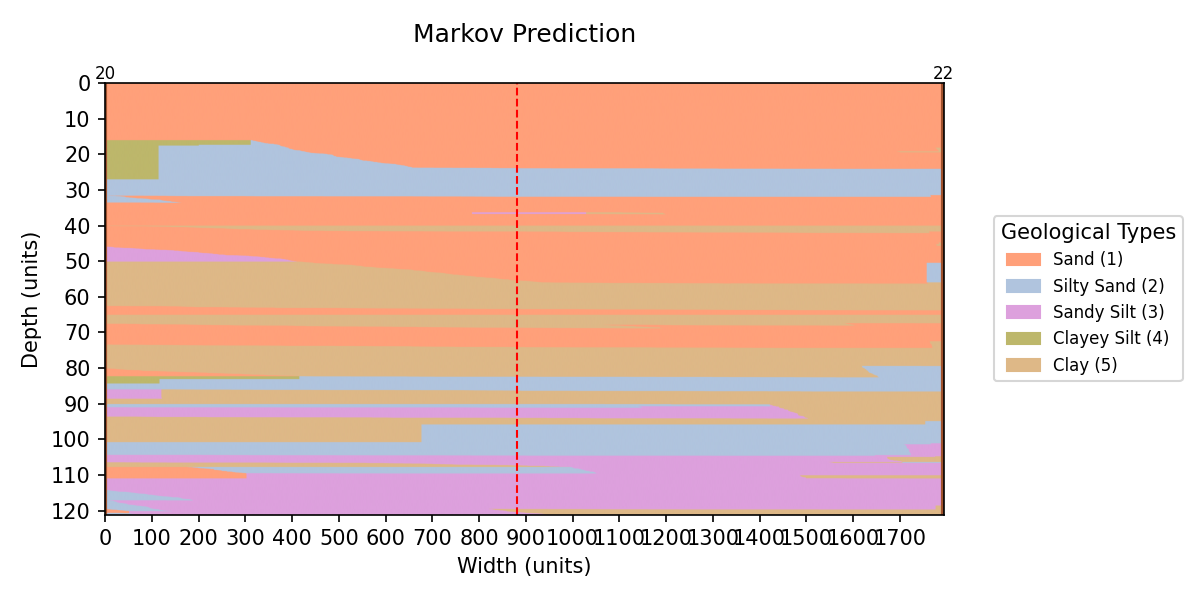 Markov Prediction
20 22
0
10
20
30
40
50
60
70
80
90
100
110
120
Depth (units)
0 100 200 300 400 500 600 700 800 900 1000 1100 1200 1300 1400 1500 1600 1700
Width (units)
Geological Types
Sand (1)
Silty Sand (2)
Sandy Silt (3)
Clayey Silt (4)
Clay (5)